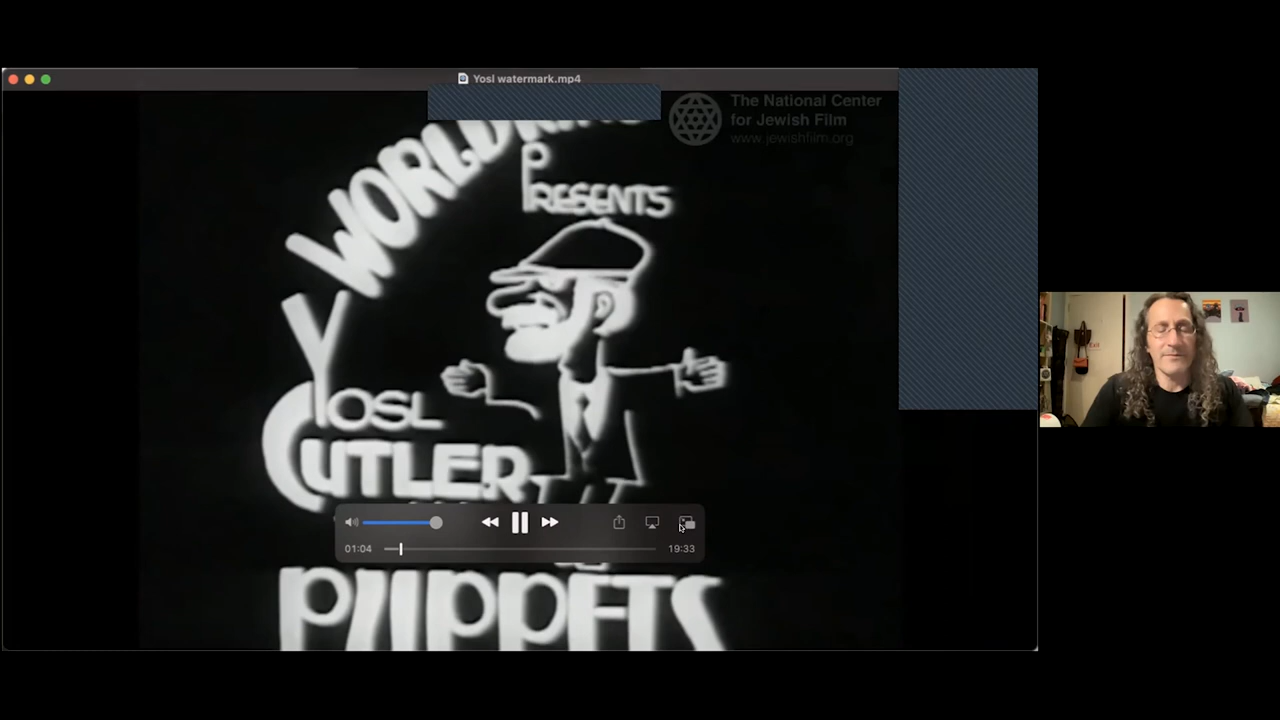 Yosl watermark.mp4
The National Center
for Jewish Film
www.jewishfilm.org
PRESENTS
YOSL
CUTLER
01:04
19:33
PUPPETS